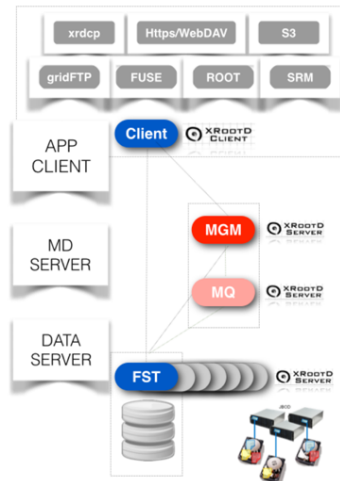 xrdcp Https/WebDAV S3
gridFTP FUSE ROOT SRM
APP
CLIENT
Client
XROOTD
CLIENT
MD
SERVER
MGM
XROOTD
SERVER
MQ
XROOTD
SERVER
DATA
SERVER
FST
XROOTD
SERVER
JBOD